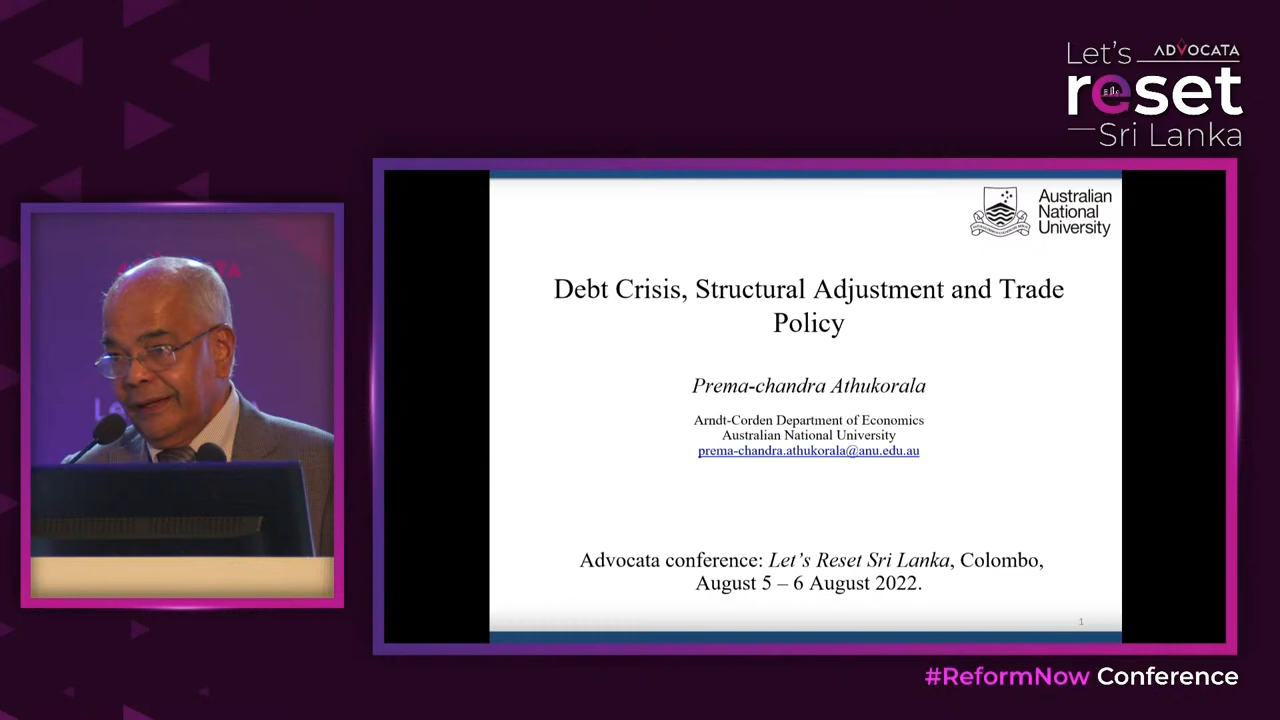 Let's
ADVOCATA
reset
Sri Lanka
Australian
National
University
Debt Crisis, Structural Adjustment and Trade
Policy
Prema-chandra Athukorala
Arndt-Corden Department of Economics
Australian National University
prema-chandra.athukorala@anu.edu.au
Advocata conference: Let's Reset Sri Lanka, Colombo,
August 5 – 6 August 2022.
1
#ReformNow Conference